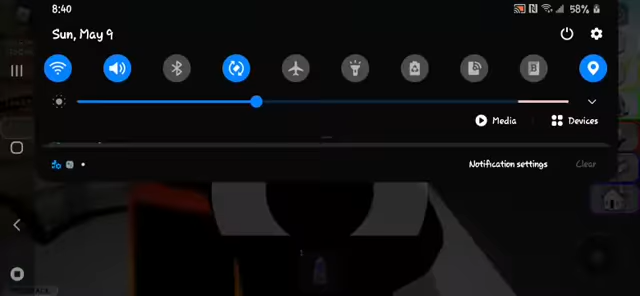 8:40
58%
Sun, May 9
Media
Devices
Notification settings
Clear